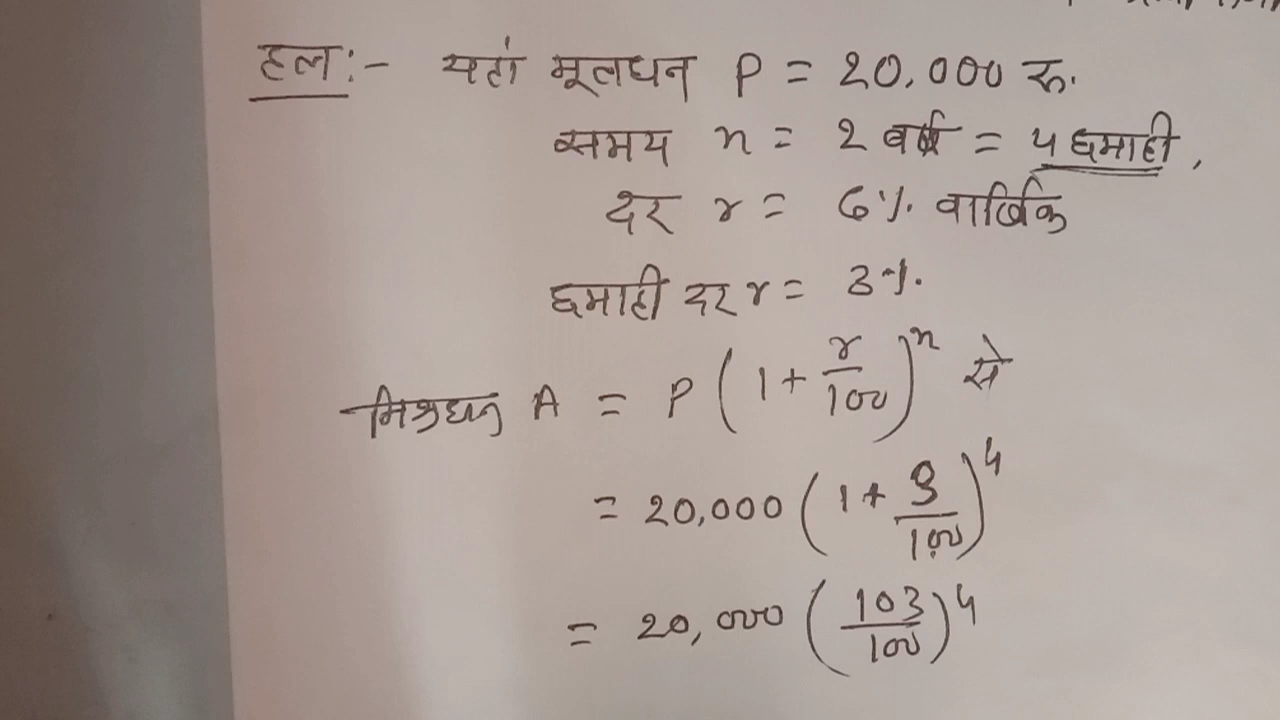 हल:- यहां मूलधन P = 20,000 रू.
समय n = 2 वर्ष = 4 छमाही,
दर r = 6% वार्षिक
छमाही दर r = 3%.
मिश्रधन A = P (1 + r/100)^n से
= 20,000 (1 + 3/100)^4
= 20,000 (103/100)^4